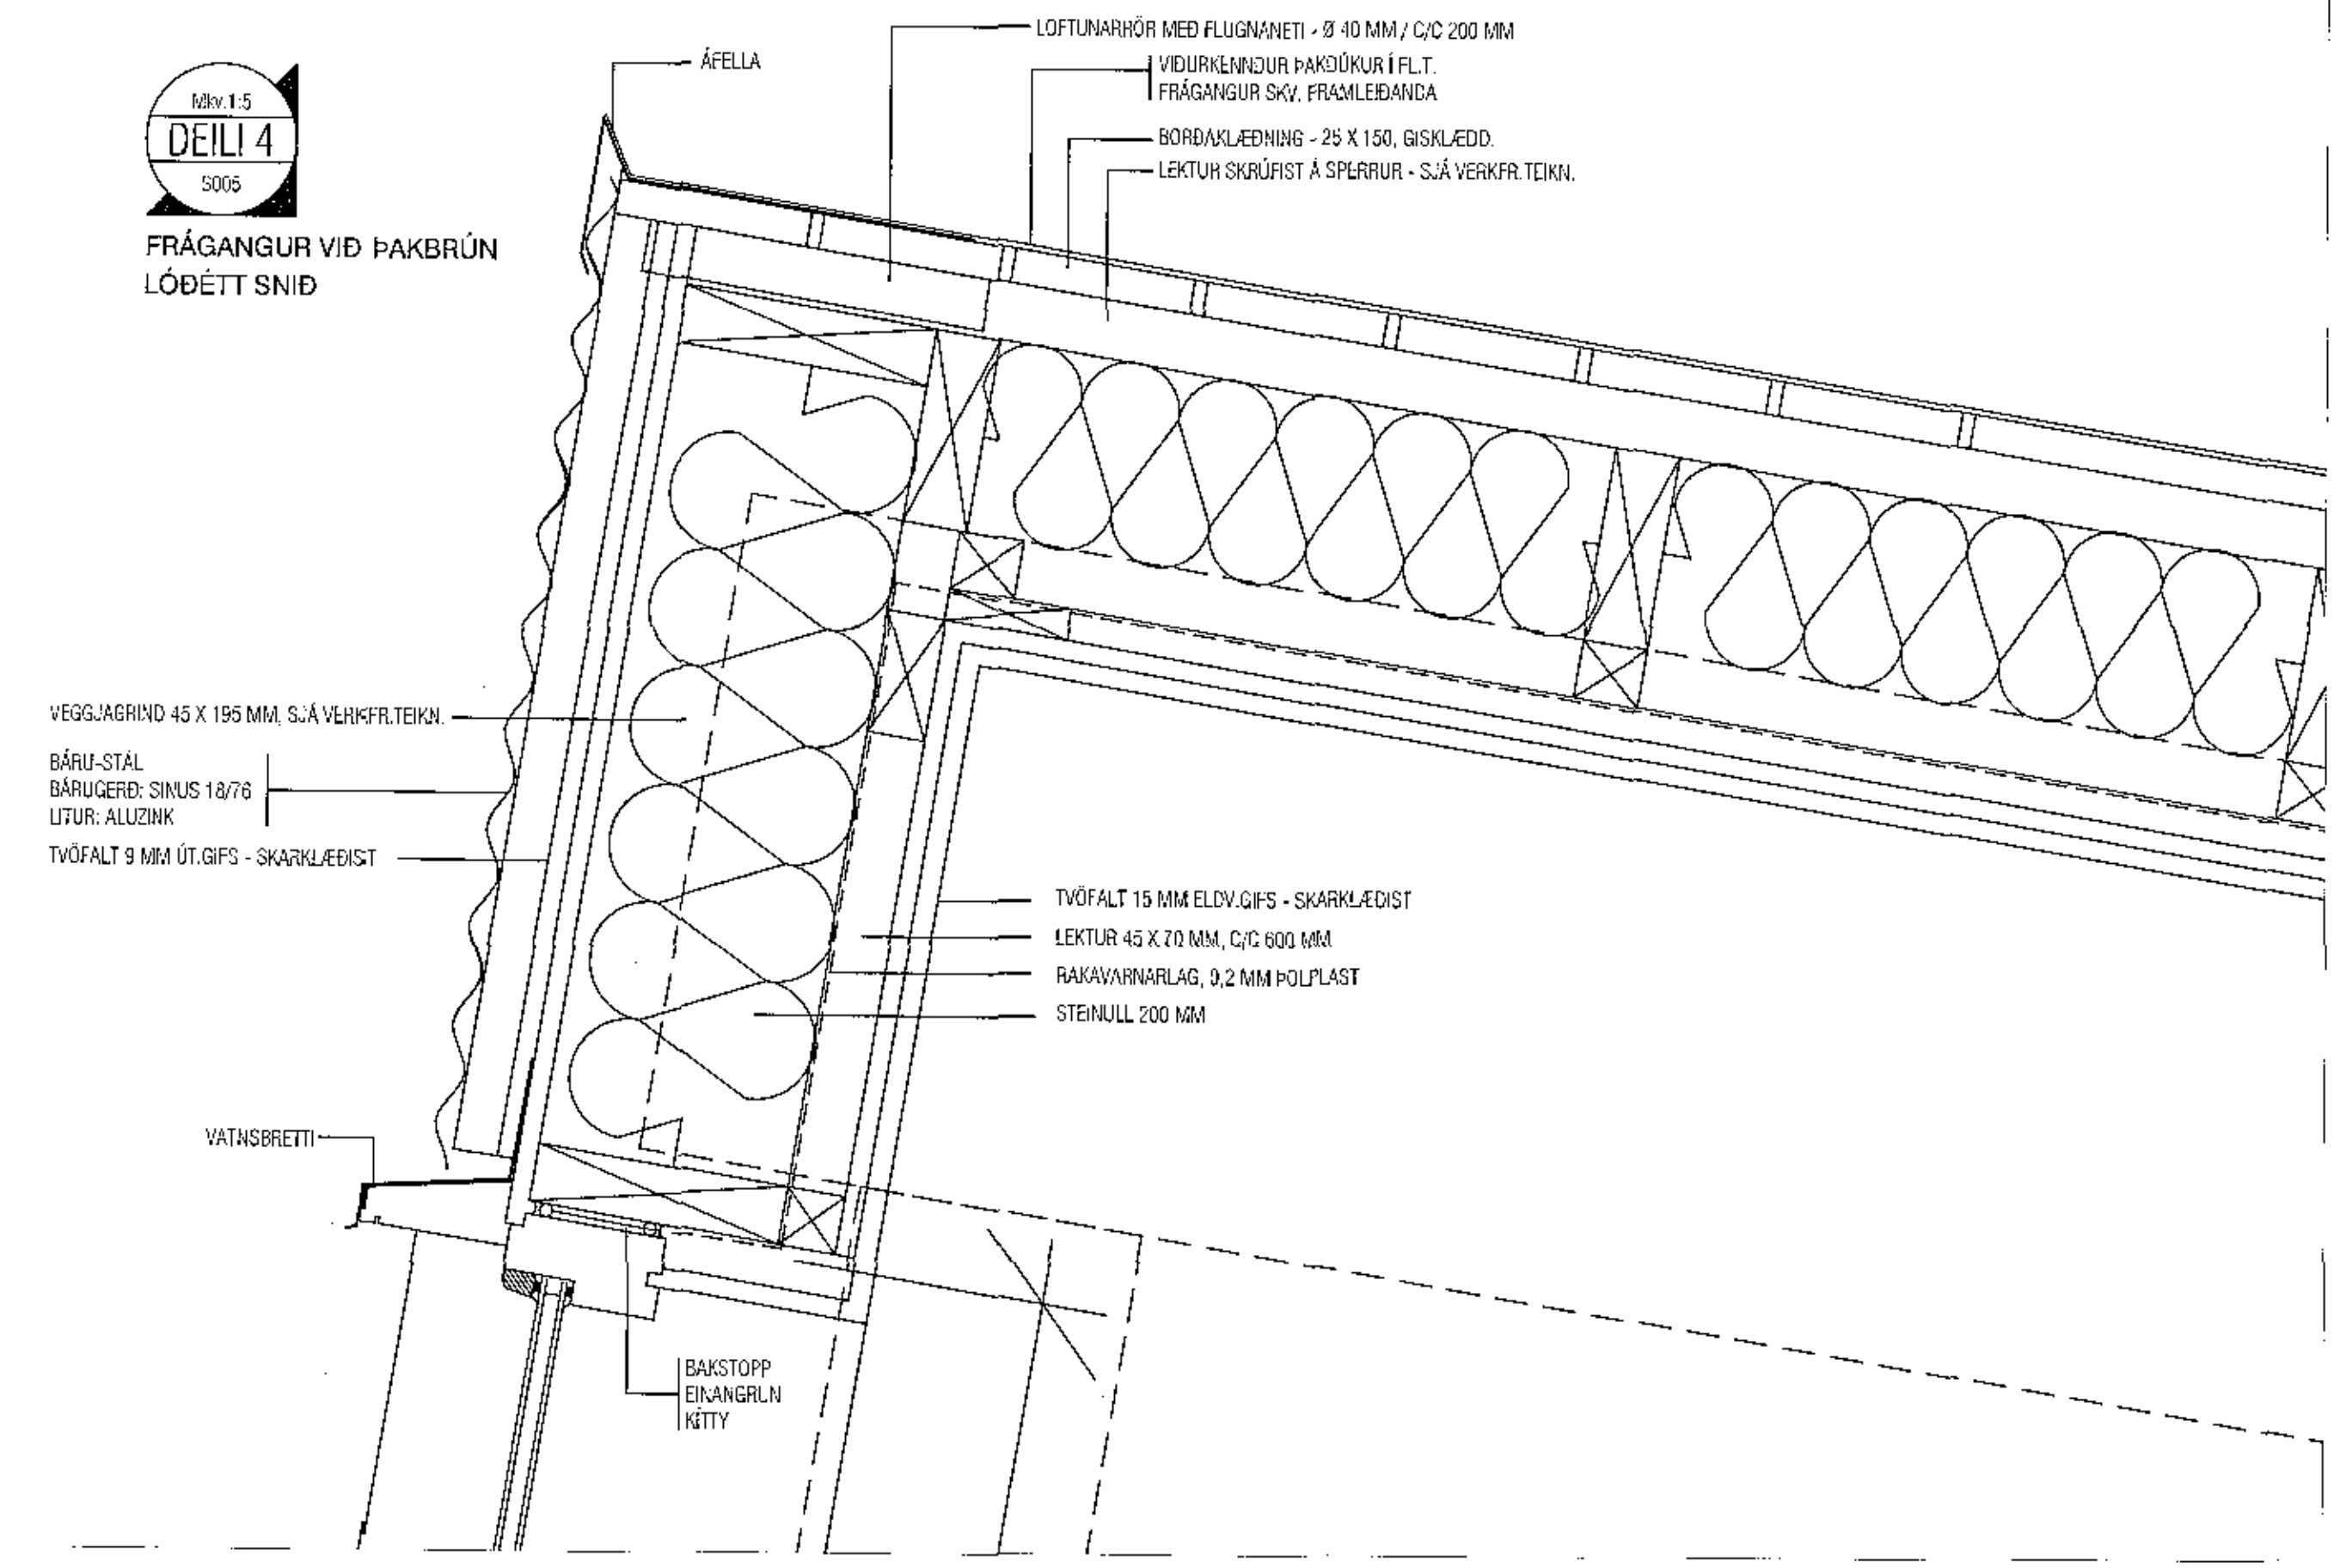 Mkv.1:5
DEILI 4
S005
FRÁGANGUR VIÐ ÞAKBRÚN
LÓÐÉTT SNIÐ
ÁFELLA
LOFTUNARRÖR MEÐ FLUGNANETI - Ø 40 MM / C/C 200 MM
VIÐURKENNDUR ÞAKDÚKUR Í FL.T.
FRÁGANGUR SKV. FRAMLEIÐANDA
BORÐAKLÆÐNING - 25 X 150, GISKLÆDD.
LEKTUR SKRÚFIST Á SPERRUR - SJÁ VERKFR.TEIKN.
VEGGJAGRIND 45 X 195 MM, SJÁ VERKFR.TEIKN.
BÁRU-STÁL
BÁRUGERÐ: SINUS 18/76
LITUR: ALUZINK
TVÖFALT 9 MM ÚT.GIFS - SKARKLÆÐIST
TVÖFALT 15 MM ELDV.GIFS - SKARKLÆÐIST
LEKTUR 45 X 70 MM, C/C 600 MM
RAKAVARNARLAG, 0,2 MM ÞOLPLAST
STEINULL 200 MM
VATNSBRETTI
BAKSTOPP
EINANGRUN
KÍTTY